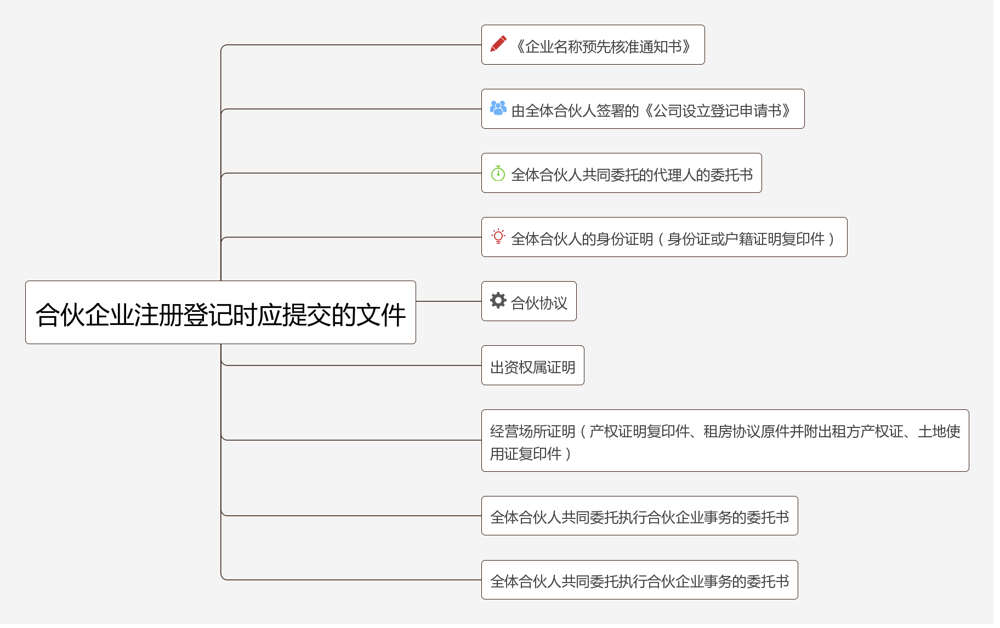 《企业名称预先核准通知书》
由全体合伙人签署的《公司设立登记申请书》
全体合伙人共同委托的代理人的委托书
全体合伙人的身份证明（身份证或户籍证明复印件）
合伙企业注册登记时应提交的文件
合伙协议
出资权属证明
经营场所证明（产权证明复印件、租房协议原件并附出租方产权证、土地使
用证复印件）
全体合伙人共同委托执行合伙企业事务的委托书
全体合伙人共同委托执行合伙企业事务的委托书